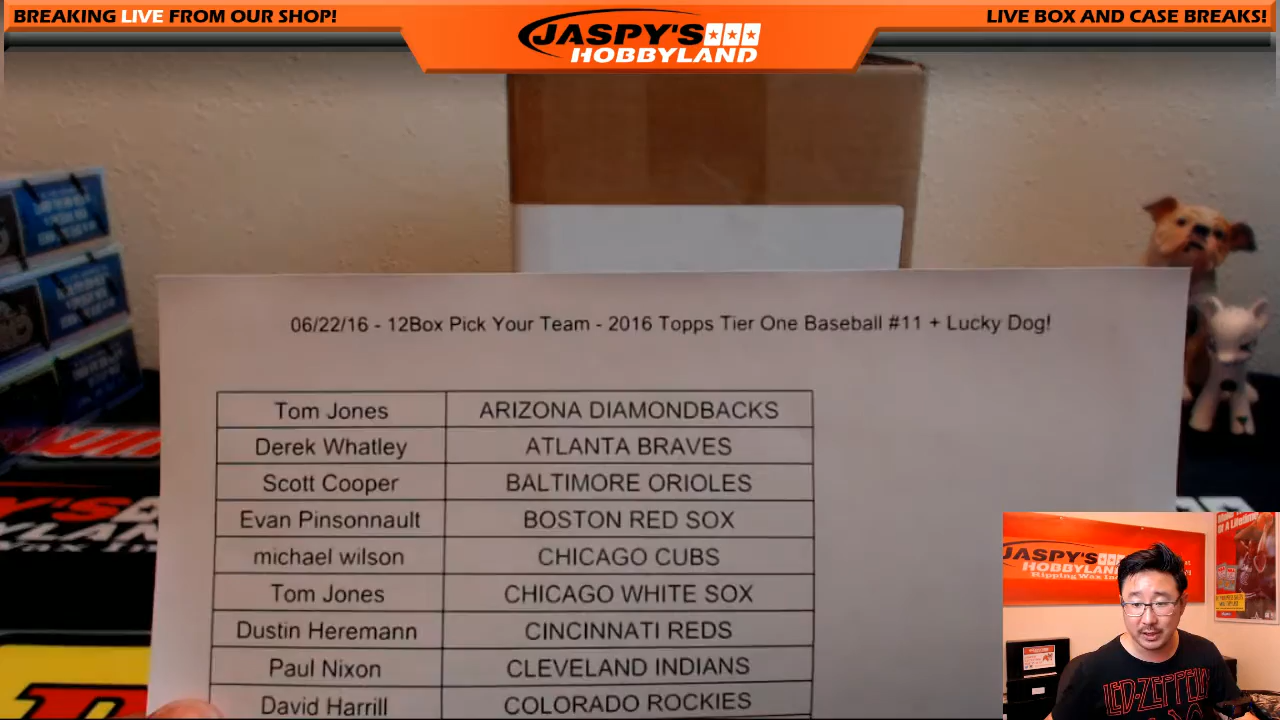 BREAKING LIVE FROM OUR SHOP!
JASPY'S
HOBBYLAND
LIVE BOX AND CASE BREAKS!
06/22/16 - 12Box Pick Your Team - 2016 Topps Tier One Baseball #11 + Lucky Dog!
Tom Jones ARIZONA DIAMONDBACKS
Derek Whatley ATLANTA BRAVES
Scott Cooper BALTIMORE ORIOLES
Evan Pinsonnault BOSTON RED SOX
michael wilson CHICAGO CUBS
Tom Jones CHICAGO WHITE SOX
Dustin Heremann CINCINNATI REDS
Paul Nixon CLEVELAND INDIANS
David Harrill COLORADO ROCKIES
JASPY'S
HOBBYLAND
Ripping Wax
LED-ZEPPELIN